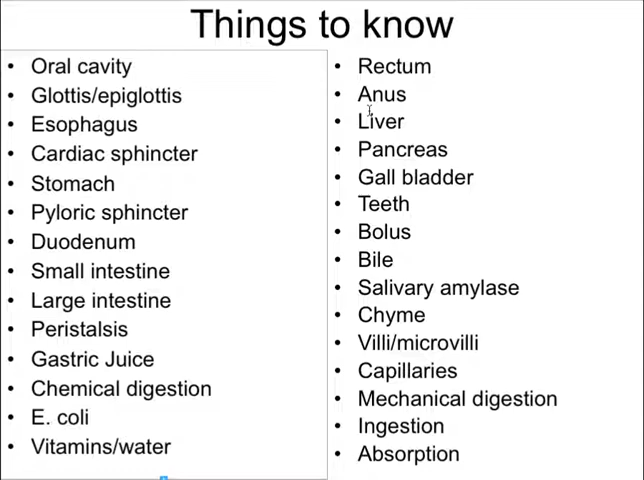 Things to know
Oral cavity
Glottis/epiglottis
Esophagus
Cardiac sphincter
Stomach
Pyloric sphincter
Duodenum
Small intestine
Large intestine
Peristalsis
Gastric Juice
Chemical digestion
E. coli
Vitamins/water
Rectum
Anus
Liver
Pancreas
Gall bladder
Teeth
Bolus
Bile
Salivary amylase
Chyme
Villi/microvilli
Capillaries
Mechanical digestion
Ingestion
Absorption